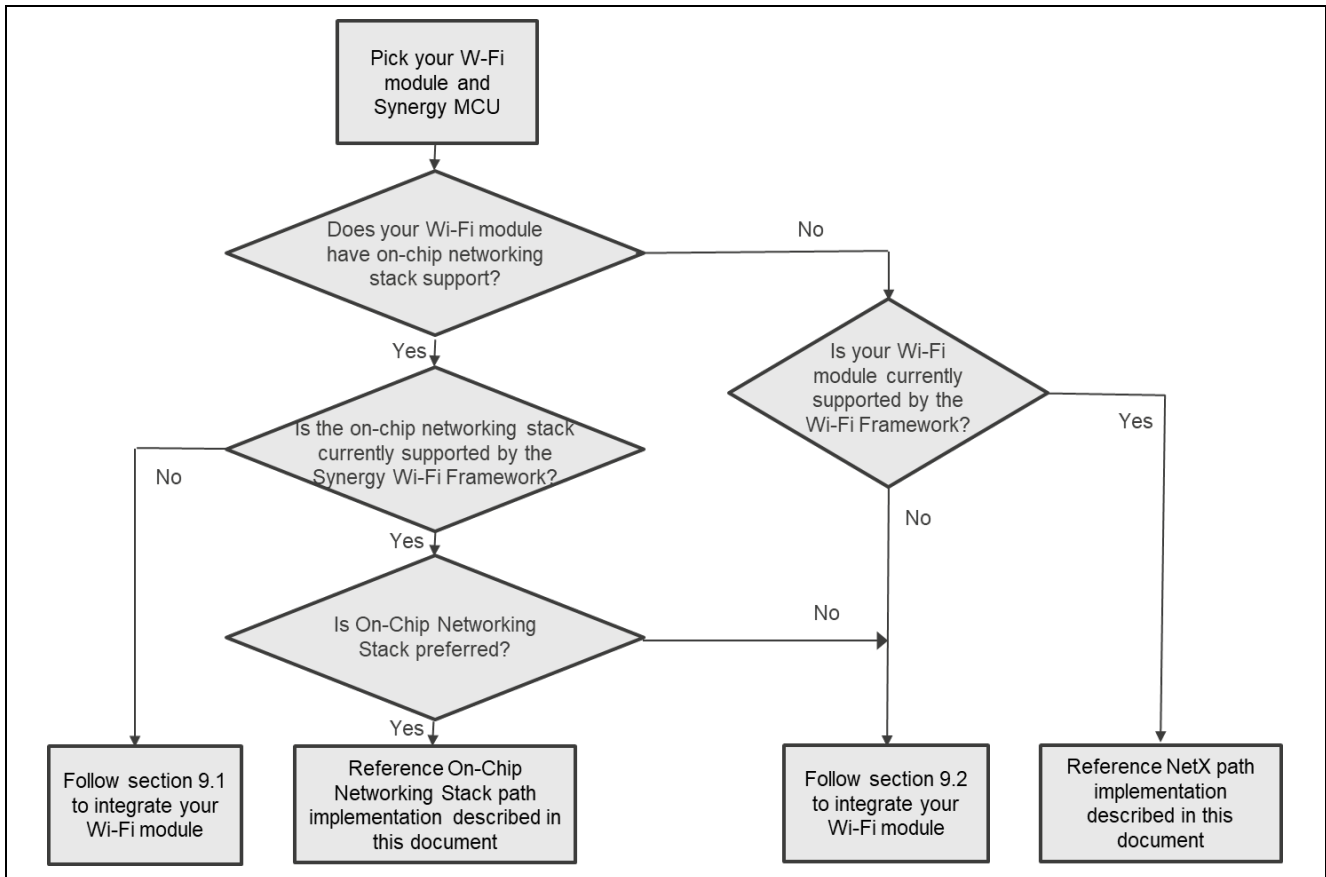 Pick your W-Fi
module and
Synergy MCU
Does your Wi-Fi module
have on-chip networking
stack support?
No
Yes
Is your Wi-Fi
module currently
supported by the
Wi-Fi Framework?
Yes
No
Is the on-chip networking stack
currently supported by the
Synergy Wi-Fi Framework?
No
Yes
Is On-Chip Networking
Stack preferred?
No
Yes
Follow section 9.1
to integrate your
Wi-Fi module
Reference On-Chip
Networking Stack path
implementation described in
this document
Follow section 9.2
to integrate your
Wi-Fi module
Reference NetX path
implementation
described in this
document